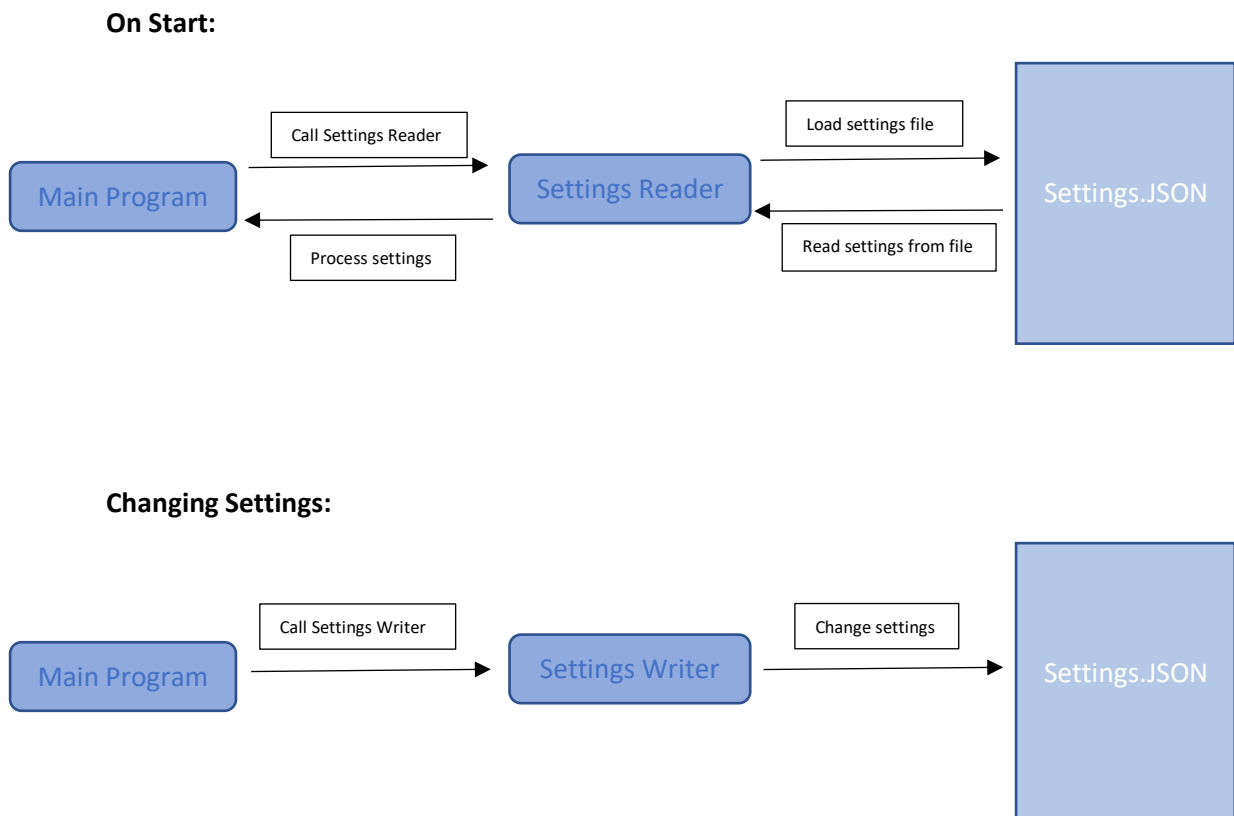 On Start:
Call Settings Reader
Load settings file
Main Program
Settings Reader
Settings.JSON
Process settings
Read settings from file
Changing Settings:
Call Settings Writer
Change settings
Main Program
Settings Writer
Settings.JSON